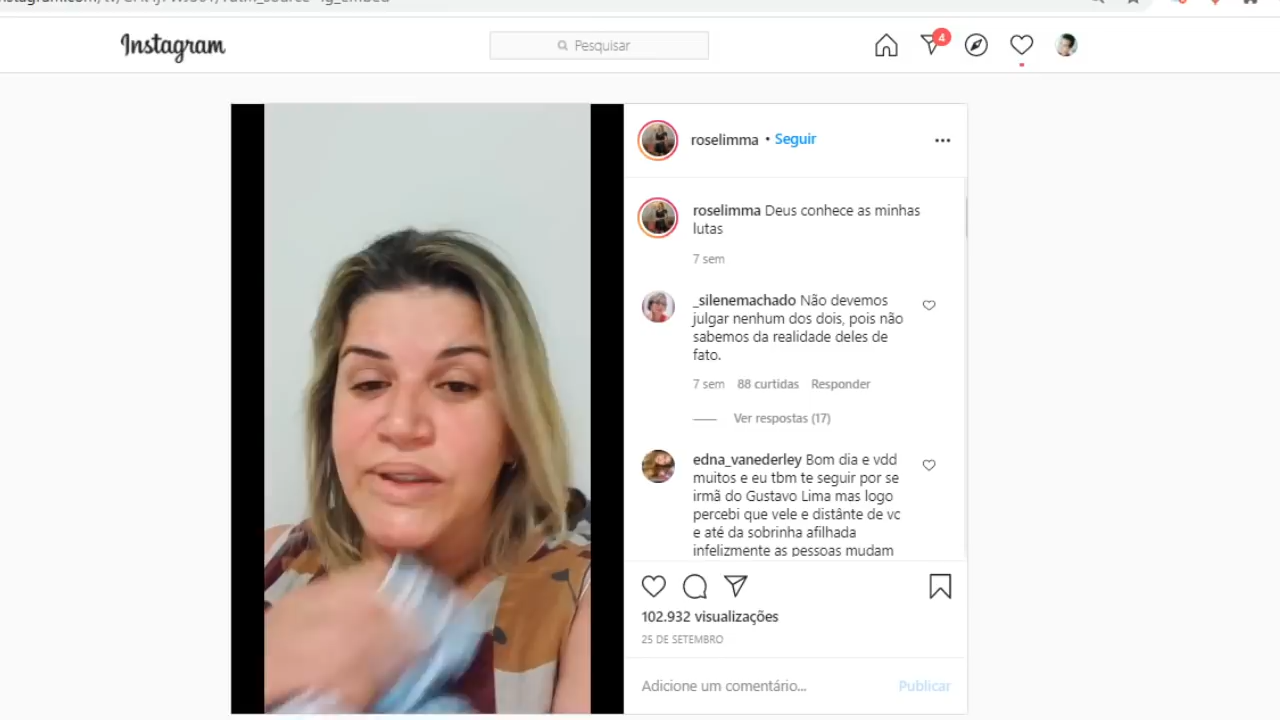 Instagram
Pesquisar
4
roselimma • Seguir
roselimma Deus conhece as minhas
lutas
7 sem
_silenemachado Não devemos
julgar nenhum dos dois, pois não
sabemos da realidade deles de
fato.
7 sem 88 curtidas Responder
Ver respostas (17)
edna_vanederley Bom dia e vdd
muitos e eu tbm te seguir por se
irmã do Gustavo Lima mas logo
percebi que vele e distânte de vc
e até da sobrinha afilhada
infelizmente as pessoas mudam
102.932 visualizações
25 DE SETEMBRO
Adicione um comentário...
Publicar